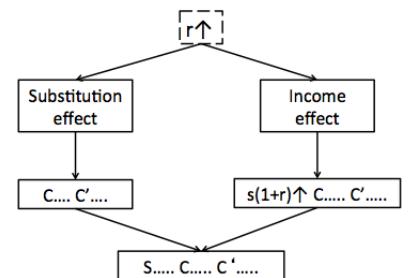 r↑
Substitution
effect
Income
effect
C.... C’....
s(1+r)↑ C..... C’.....
S..... C..... C ‘.....